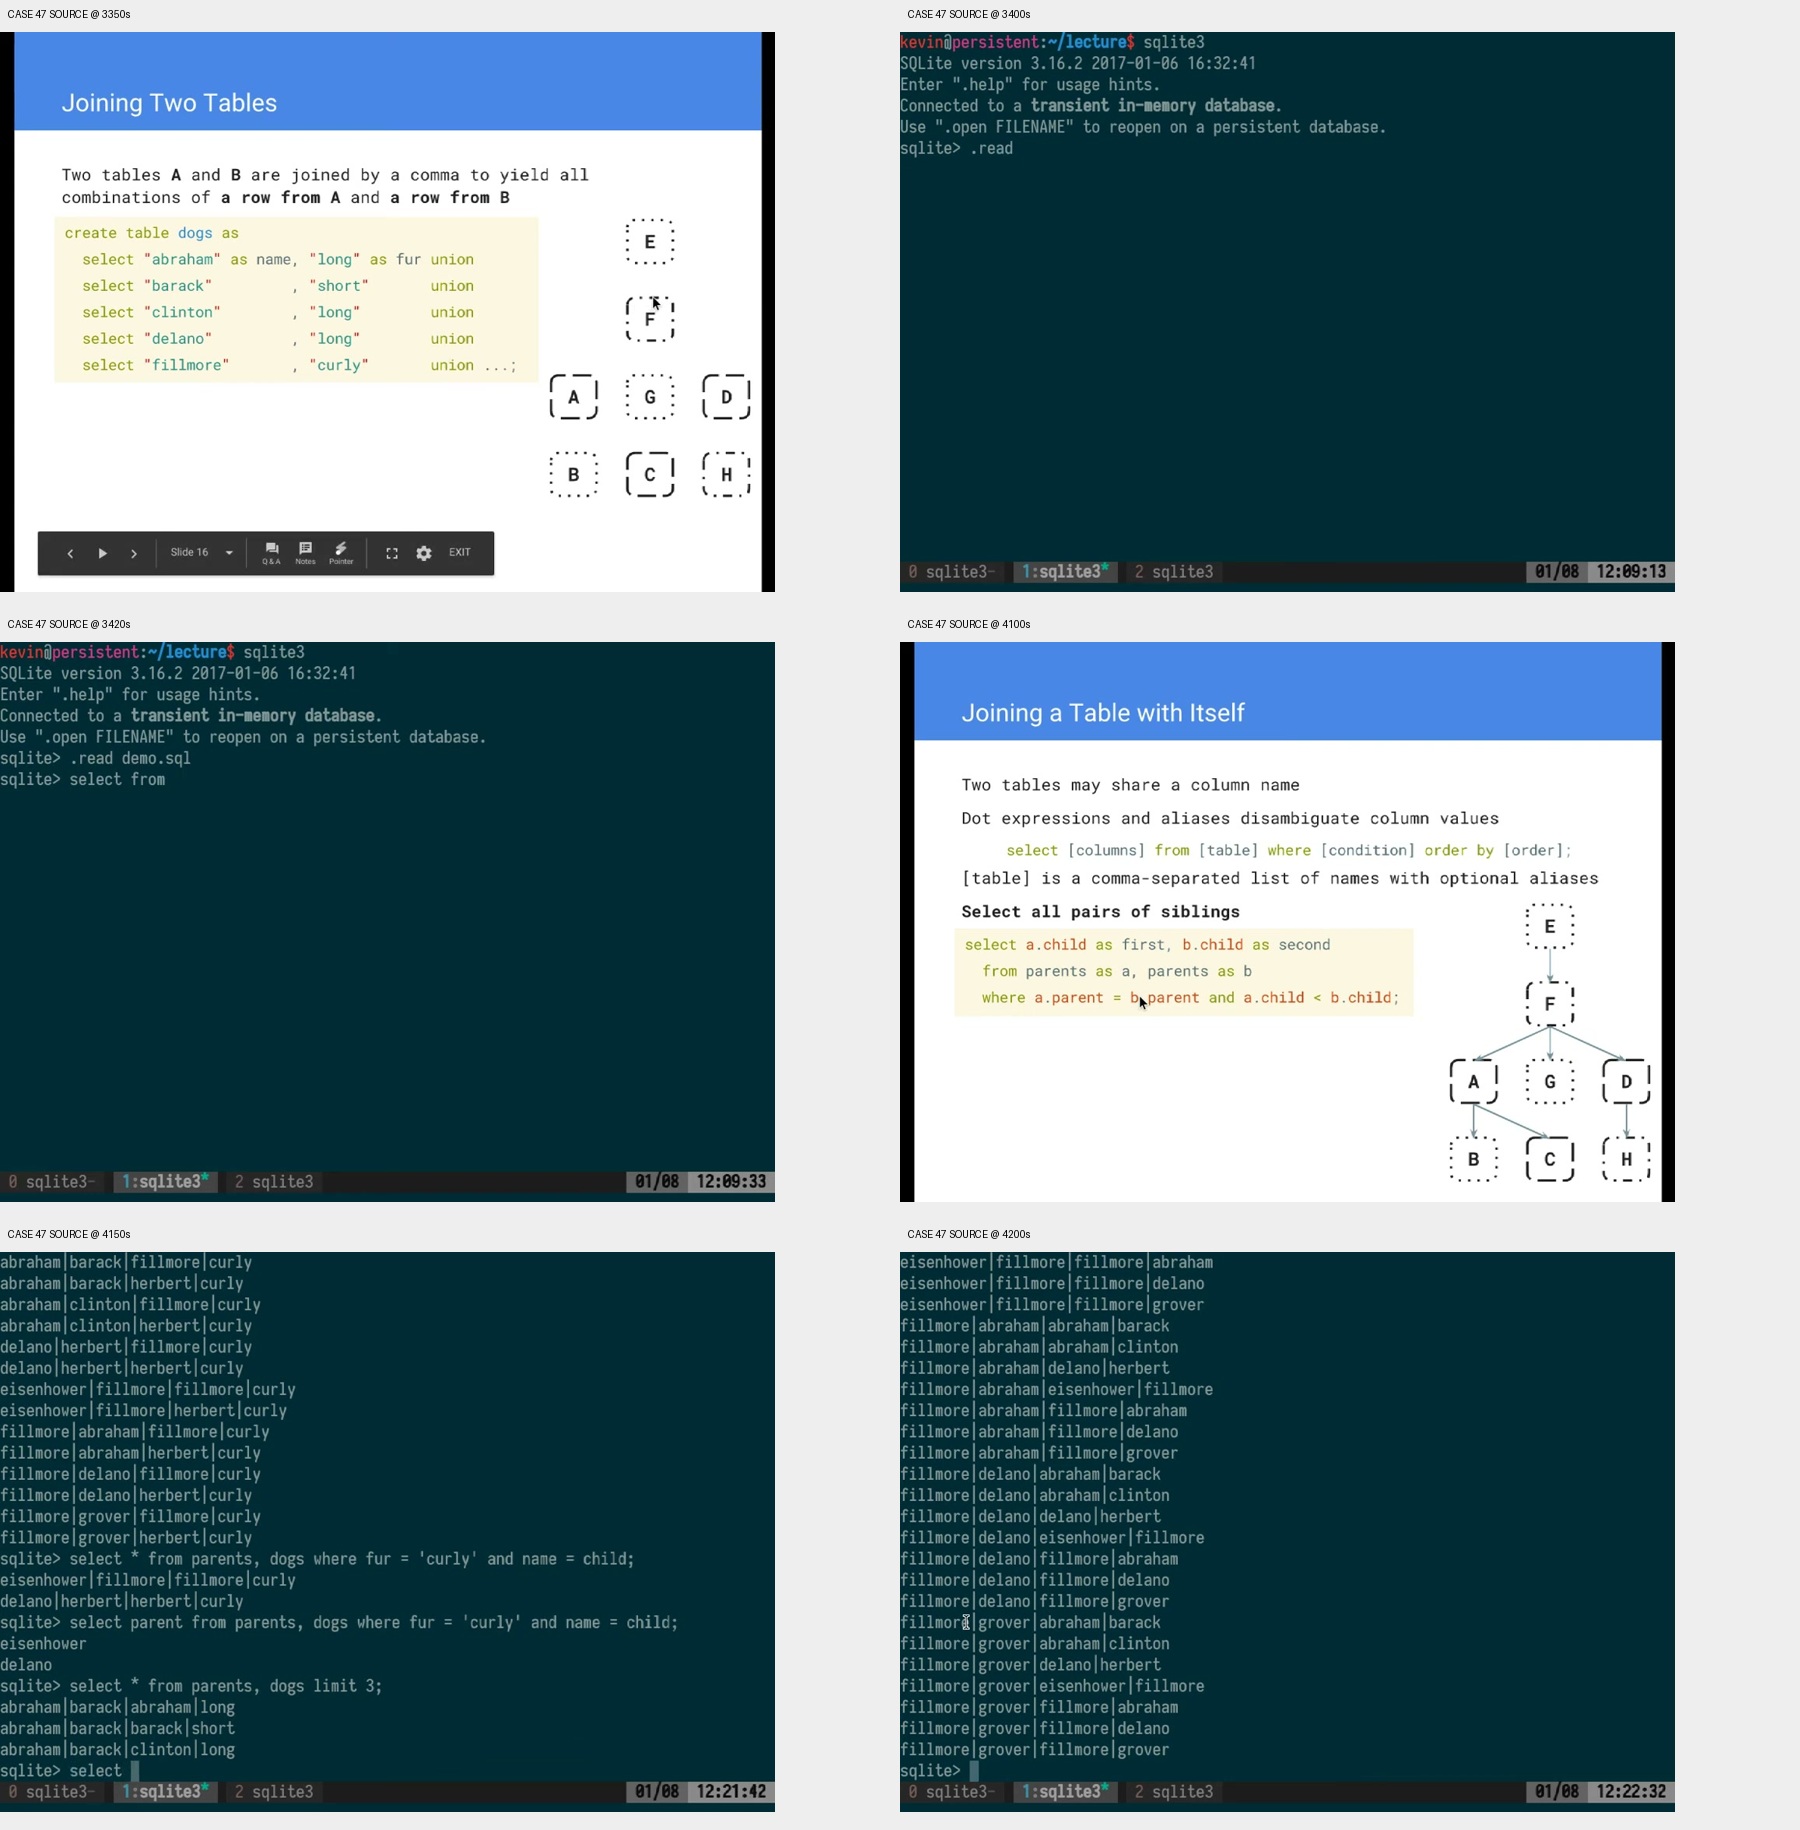 CASE 47 SOURCE @ 3350s
Joining Two Tables
Two tables A and B are joined by a comma to yield all
combinations of a row from A and a row from B
create table dogs as
select "abraham" as name, "long" as fur union
select "barack" , "short" union
select "clinton" , "long" union
select "delano" , "long" union
select "fillmore" , "curly" union ...;
E
F
A G D
B C H
Slide 16
Q & A Notes Pointer
EXIT
CASE 47 SOURCE @ 3400s
kevin@persistent:~/lecture$ sqlite3
SQLite version 3.16.2 2017-01-06 16:32:41
Enter ".help" for usage hints.
Connected to a transient in-memory database.
Use ".open FILENAME" to reopen on a persistent database.
sqlite> .read
0 sqlite3- 1:sqlite3* 2 sqlite3 01/08 12:09:13
CASE 47 SOURCE @ 3420s
kevin@persistent:~/lecture$ sqlite3
SQLite version 3.16.2 2017-01-06 16:32:41
Enter ".help" for usage hints.
Connected to a transient in-memory database.
Use ".open FILENAME" to reopen on a persistent database.
sqlite> .read demo.sql
sqlite> select from
0 sqlite3- 1:sqlite3* 2 sqlite3 01/08 12:09:33
CASE 47 SOURCE @ 4100s
Joining a Table with Itself
Two tables may share a column name
Dot expressions and aliases disambiguate column values
select [columns] from [table] where [condition] order by [order];
[table] is a comma-separated list of names with optional aliases
Select all pairs of siblings
select a.child as first, b.child as second
from parents as a, parents as b
where a.parent = b.parent and a.child < b.child;
E
F
A G D
B C H
CASE 47 SOURCE @ 4150s
abraham|barack|fillmore|curly
abraham|barack|herbert|curly
abraham|clinton|fillmore|curly
abraham|clinton|herbert|curly
delano|herbert|fillmore|curly
delano|herbert|herbert|curly
eisenhower|fillmore|fillmore|curly
eisenhower|fillmore|herbert|curly
fillmore|abraham|fillmore|curly
fillmore|abraham|herbert|curly
fillmore|delano|fillmore|curly
fillmore|delano|herbert|curly
fillmore|grover|fillmore|curly
fillmore|grover|herbert|curly
sqlite> select * from parents, dogs where fur = 'curly' and name = child;
eisenhower|fillmore|fillmore|curly
delano|herbert|herbert|curly
sqlite> select parent from parents, dogs where fur = 'curly' and name = child;
eisenhower
delano
sqlite> select * from parents, dogs limit 3;
abraham|barack|abraham|long
abraham|barack|barack|short
abraham|barack|clinton|long
sqlite> select
0 sqlite3- 1:sqlite3* 2 sqlite3 01/08 12:21:42
CASE 47 SOURCE @ 4200s
eisenhower|fillmore|fillmore|abraham
eisenhower|fillmore|fillmore|delano
eisenhower|fillmore|fillmore|grover
fillmore|abraham|abraham|barack
fillmore|abraham|abraham|clinton
fillmore|abraham|delano|herbert
fillmore|abraham|eisenhower|fillmore
fillmore|abraham|fillmore|abraham
fillmore|abraham|fillmore|delano
fillmore|abraham|fillmore|grover
fillmore|delano|abraham|barack
fillmore|delano|abraham|clinton
fillmore|delano|delano|herbert
fillmore|delano|eisenhower|fillmore
fillmore|delano|fillmore|abraham
fillmore|delano|fillmore|delano
fillmore|delano|fillmore|grover
fillmore|grover|abraham|barack
fillmore|grover|abraham|clinton
fillmore|grover|delano|herbert
fillmore|grover|eisenhower|fillmore
fillmore|grover|fillmore|abraham
fillmore|grover|fillmore|delano
fillmore|grover|fillmore|grover
sqlite>
0 sqlite3- 1:sqlite3* 2 sqlite3 01/08 12:22:32